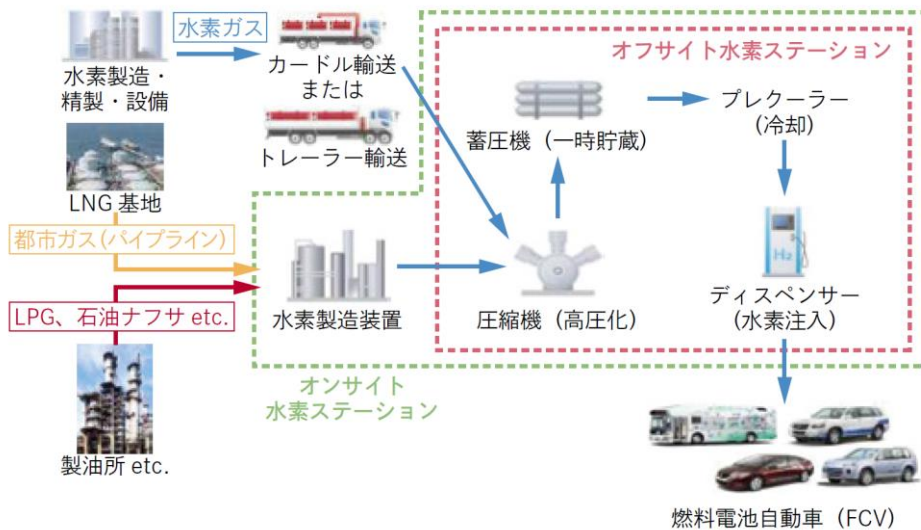 水素ガス
水素製造・
精製・設備
カードル輸送
または
トレーラー輸送
オフサイト水素ステーション
蓄圧機（一時貯蔵）
プレクーラー
（冷却）
LNG 基地
都市ガス（パイプライン）
LPG、石油ナフサ etc.
水素製造装置
圧縮機（高圧化）
H2
ディスペンサー
（水素注入）
オンサイト
水素ステーション
製油所 etc.
燃料電池自動車（FCV）